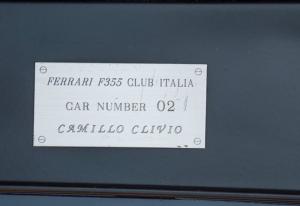 FERRARI F355 CLUB ITALIA
CAR NUMBER 02
CAMILLO CLIVIO